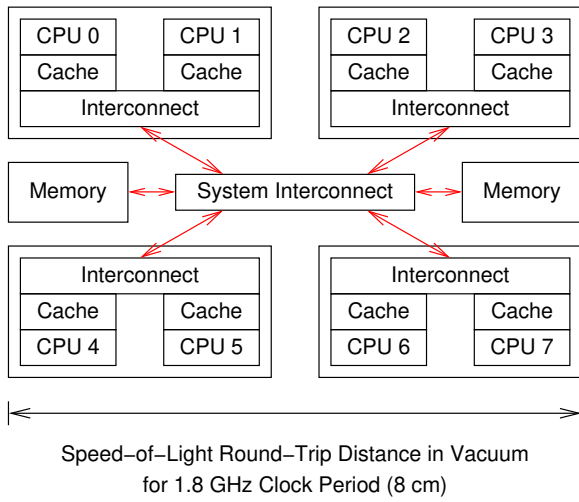 CPU 0 CPU 1 CPU 2 CPU 3
Cache Cache Cache Cache
Interconnect Interconnect
Memory System Interconnect Memory
Interconnect Interconnect
Cache Cache Cache Cache
CPU 4 CPU 5 CPU 6 CPU 7
Speed−of−Light Round−Trip Distance in Vacuum
for 1.8 GHz Clock Period (8 cm)